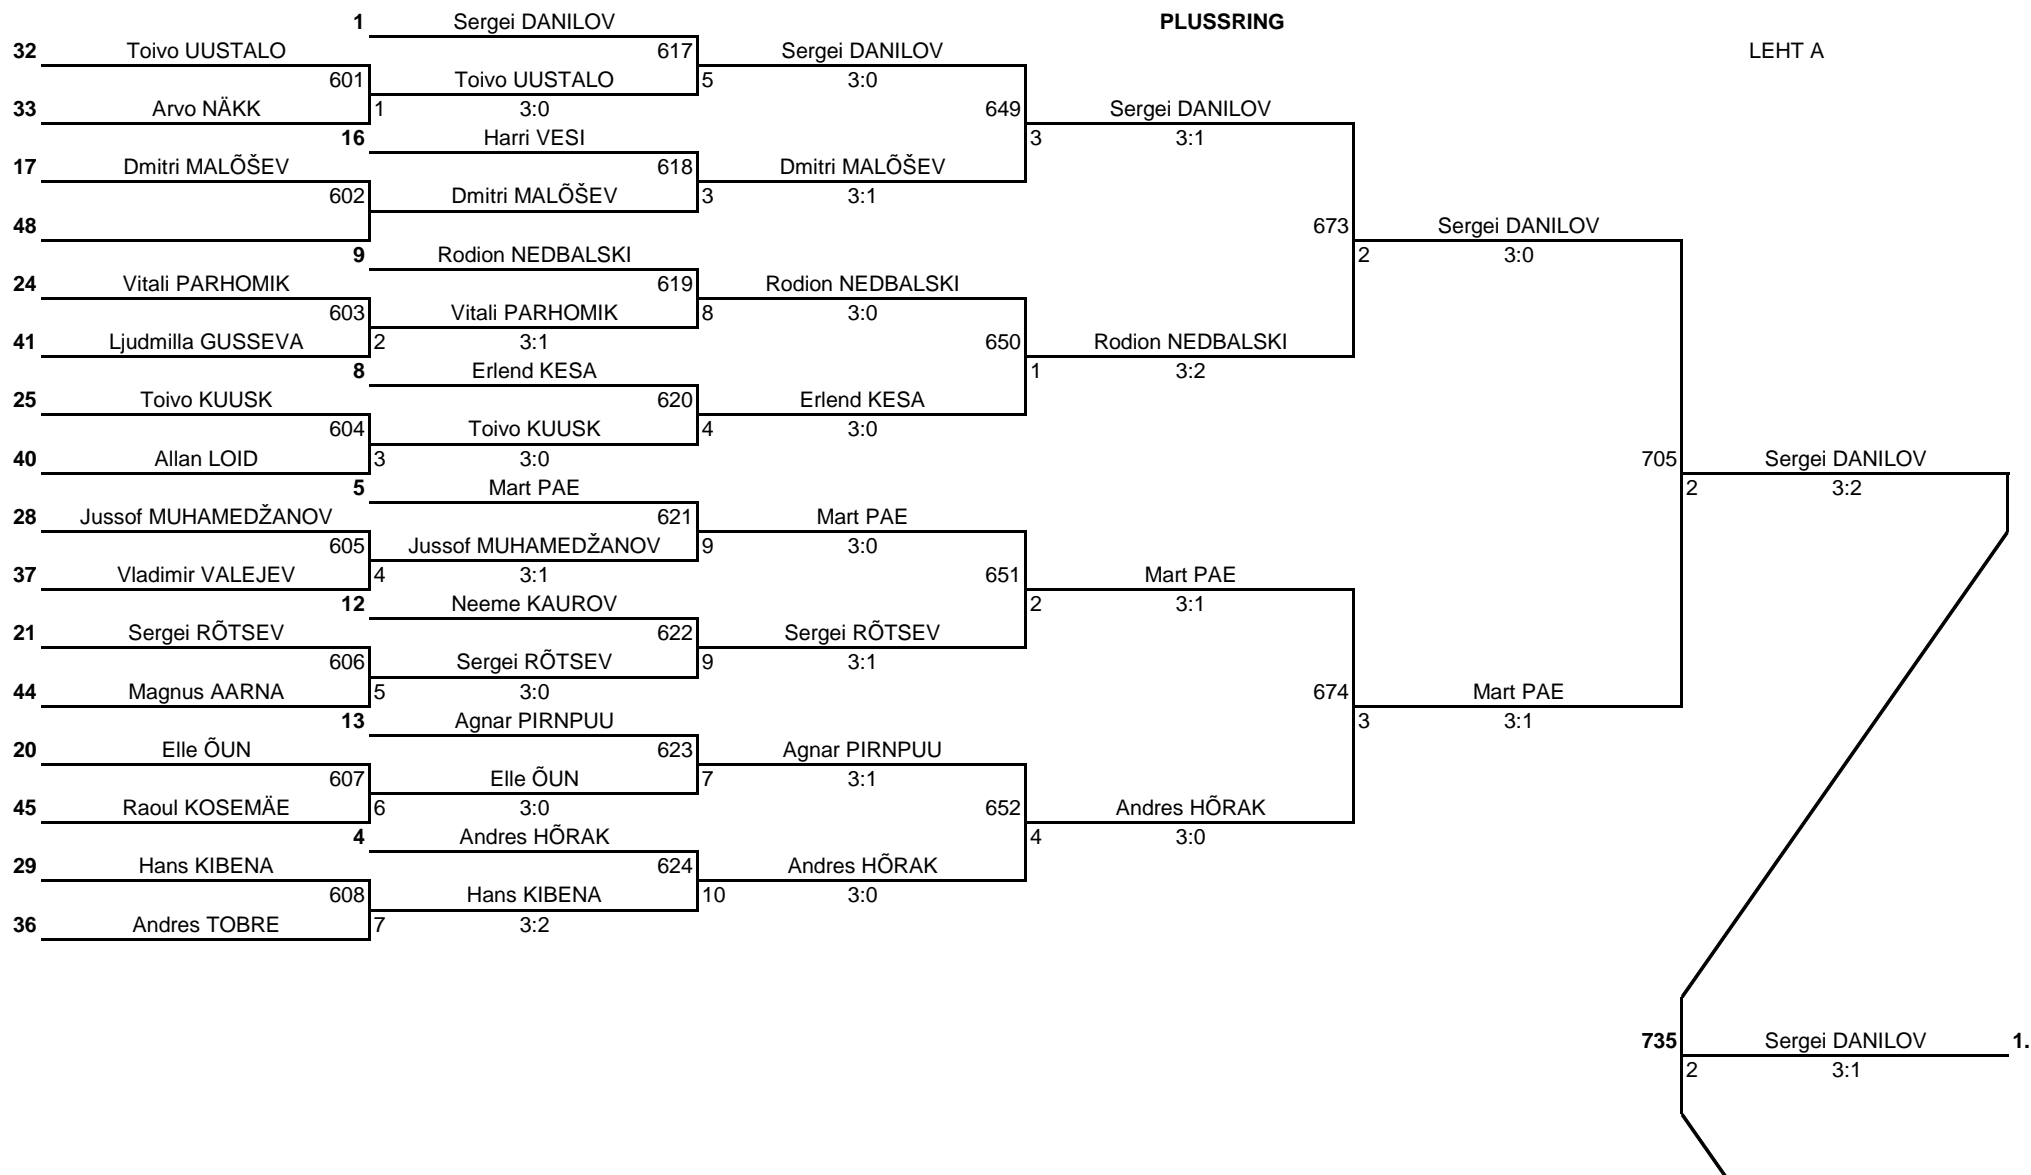 1 Sergei DANILOV PLUSSRING
32 Toivo UUSTALO 617 Sergei DANILOV LEHT A
601 Toivo UUSTALO 5 3:0
33 Arvo NÄKK 1 3:0 649 Sergei DANILOV
16 Harri VESI 3 3:1
17 Dmitri MALÕŠEV 618 Dmitri MALÕŠEV
602 Dmitri MALÕŠEV 3 3:1
48 673 Sergei DANILOV
9 Rodion NEDBALSKI 2 3:0
24 Vitali PARHOMIK 619 Rodion NEDBALSKI
603 Vitali PARHOMIK 8 3:0
41 Ljudmilla GUSSEVA 2 3:1 650 Rodion NEDBALSKI
8 Erlend KESA 1 3:2
25 Toivo KUUSK 620 Erlend KESA
604 Toivo KUUSK 4 3:0
40 Allan LOID 3 3:0 705 Sergei DANILOV
5 Mart PAE 2 3:2
28 Jussof MUHAMEDŽANOV 621 Mart PAE
605 Jussof MUHAMEDŽANOV 9 3:0
37 Vladimir VALEJEV 4 3:1 651 Mart PAE
12 Neeme KAUROV 2 3:1
21 Sergei RÕTSEV 622 Sergei RÕTSEV
606 Sergei RÕTSEV 9 3:1
44 Magnus AARNA 5 3:0 674 Mart PAE
13 Agnar PIRNPUU 3 3:1
20 Elle ÕUN 623 Agnar PIRNPUU
607 Elle ÕUN 7 3:1
45 Raoul KOSEMÄE 6 3:0 652 Andres HÕRAK
4 Andres HÕRAK 4 3:0
29 Hans KIBENA 624 Andres HÕRAK
608 Hans KIBENA 10 3:0
36 Andres TOBRE 7 3:2
735 Sergei DANILOV 1.
2 3:1